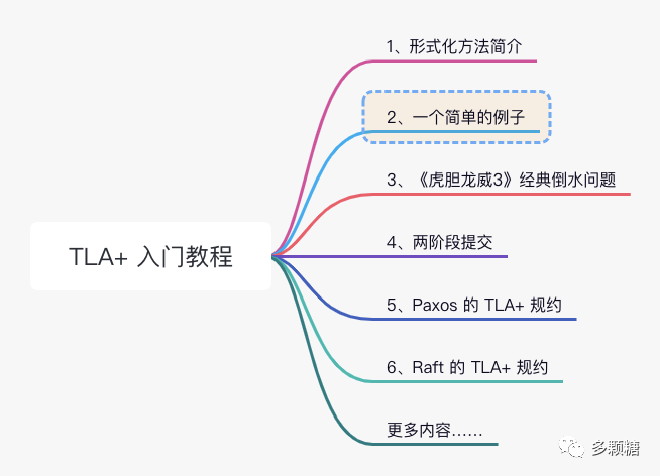 1、形式化方法简介
2、一个简单的例子
3、《虎胆龙威3》经典倒水问题
TLA+ 入门教程
4、两阶段提交
5、Paxos 的 TLA+ 规约
6、Raft 的 TLA+ 规约
更多内容……
多颗糖